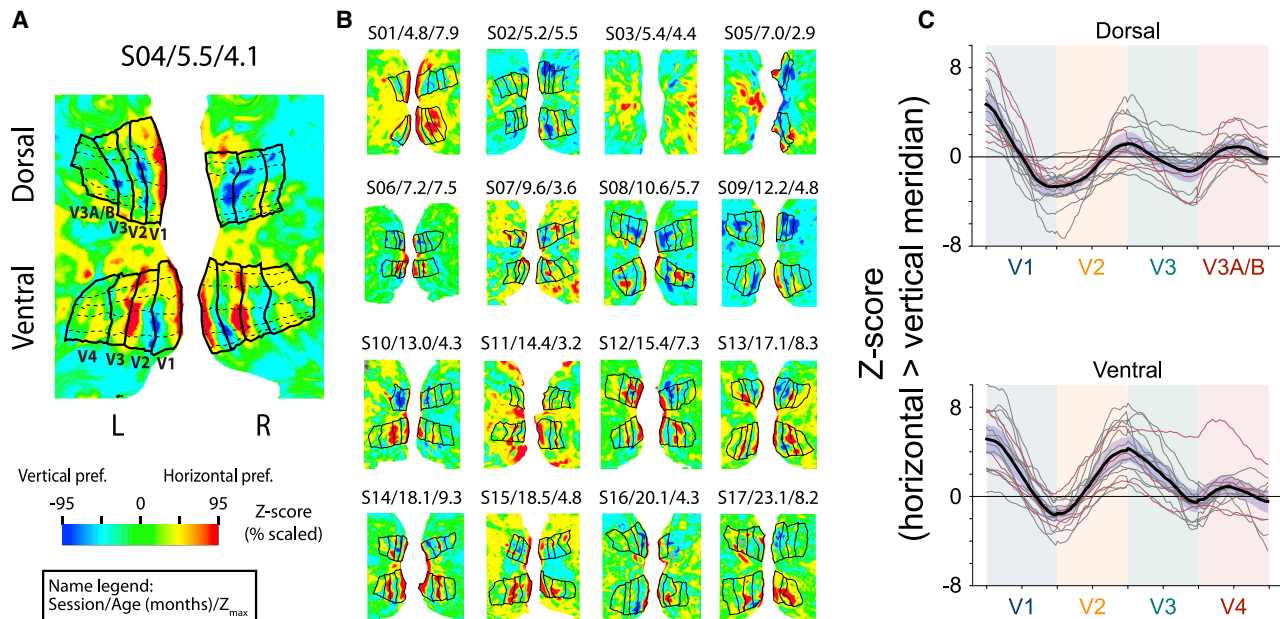 A
S04/5.5/4.1
Dorsal
V3A/B
V3
V2
V1
Ventral
V4
V3
V2
V1
L
R
Vertical pref.
Horizontal pref.
-95
0
95
Z-score
(% scaled)
Name legend:
Session/Age (months)/Zmax
B
S01/4.8/7.9
S02/5.2/5.5
S03/5.4/4.4
S05/7.0/2.9
S06/7.2/7.5
S07/9.6/3.6
S08/10.6/5.7
S09/12.2/4.8
S10/13.0/4.3
S11/14.4/3.2
S12/15.4/7.3
S13/17.1/8.3
S14/18.1/9.3
S15/18.5/4.8
S16/20.1/4.3
S17/23.1/8.2
C
Z-score
(horizontal > vertical meridian)
Dorsal
8
0
-8
V1
V2
V3
V3A/B
Ventral
8
0
-8
V1
V2
V3
V4